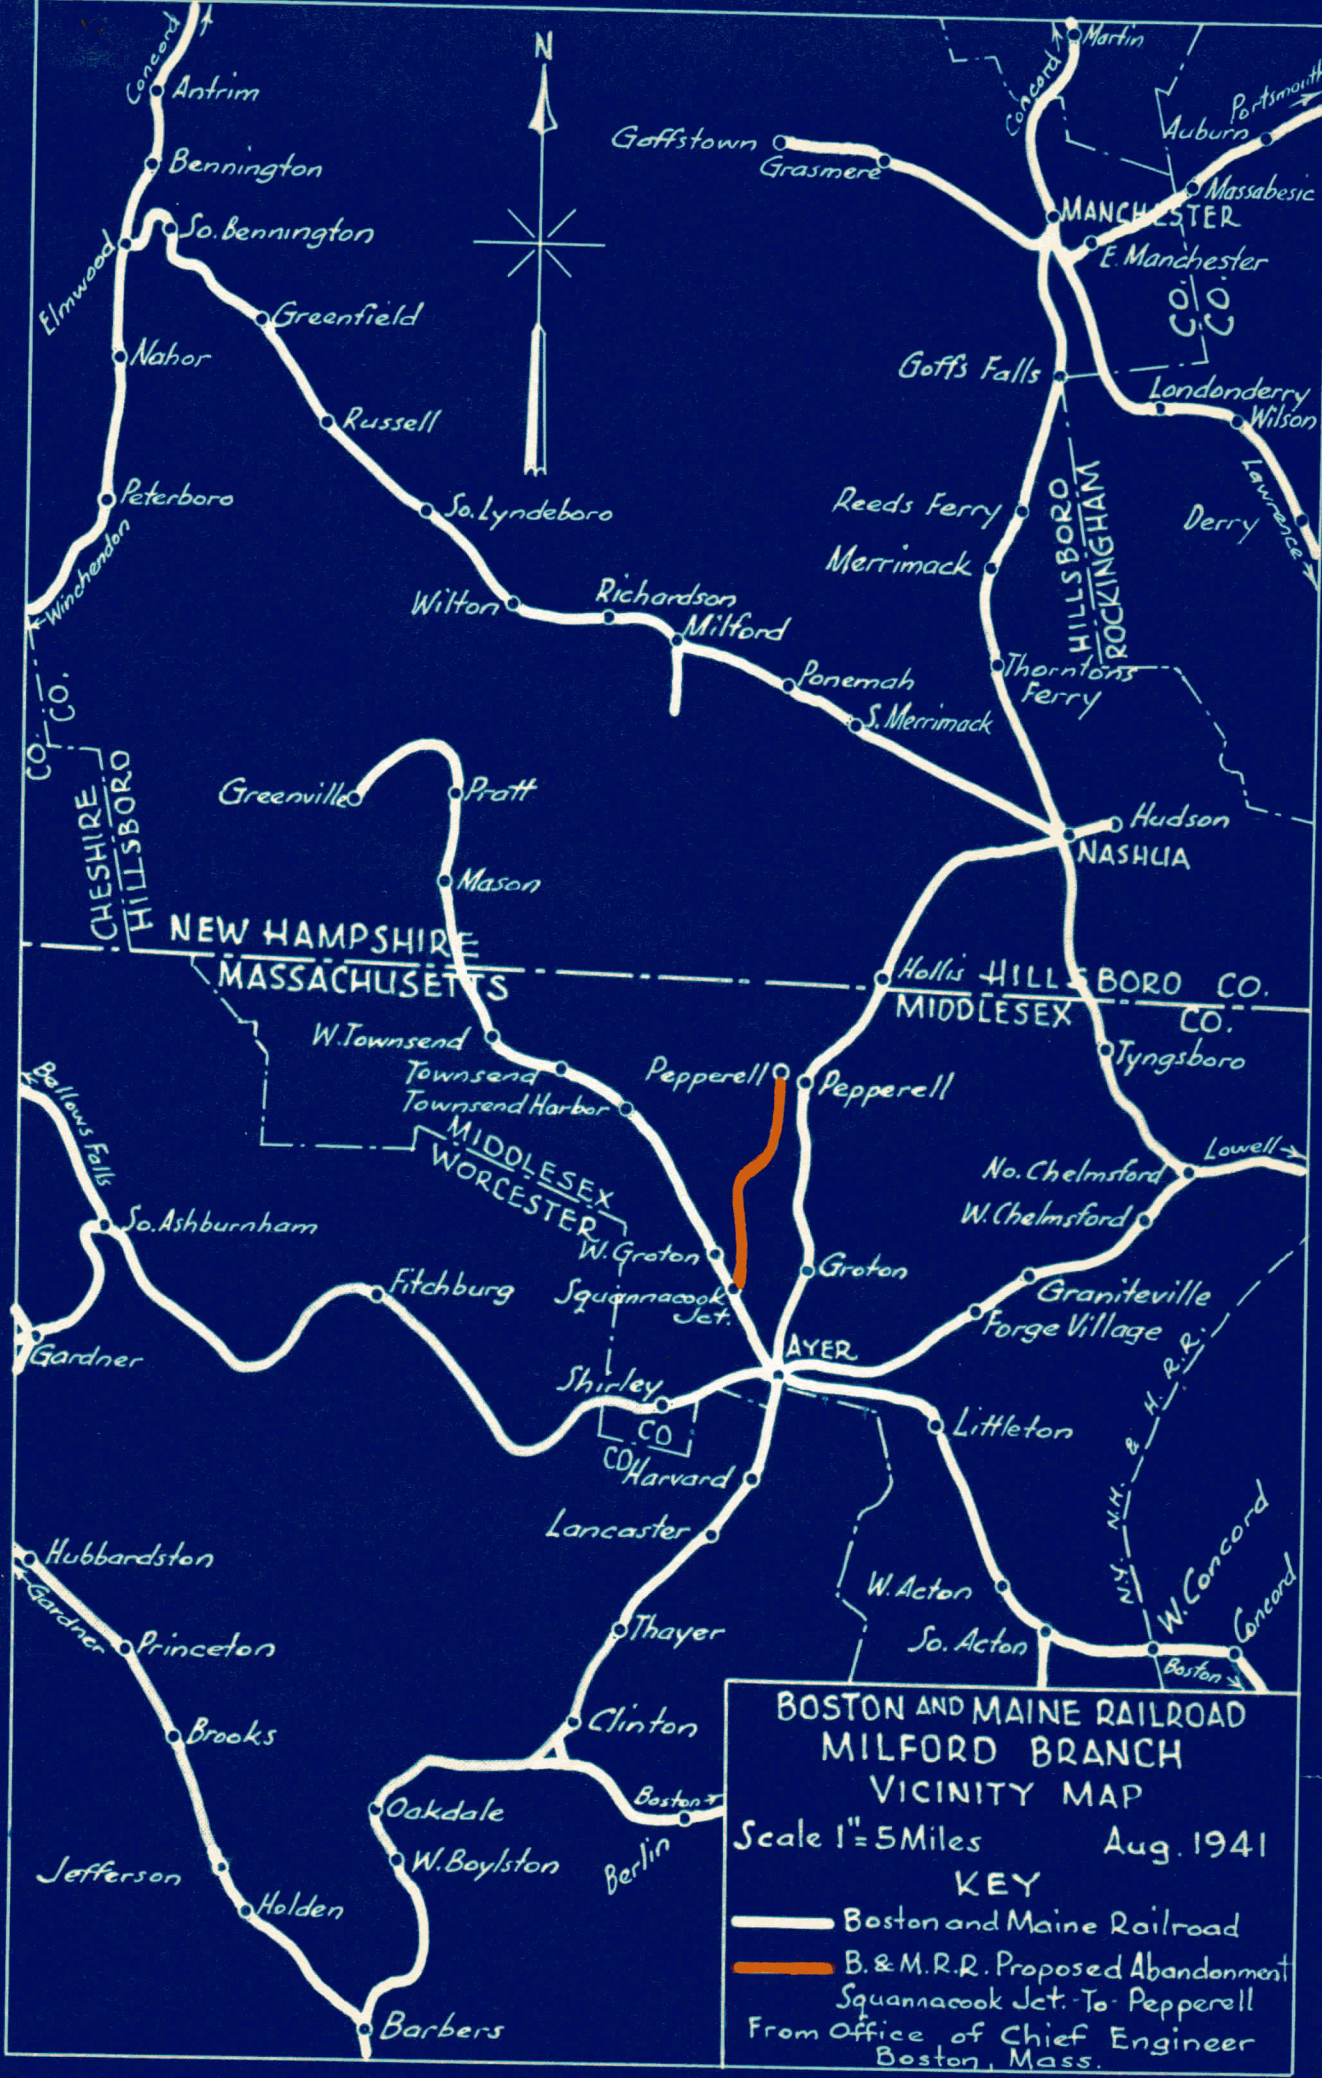 Concord
Antrim
Bennington
So. Bennington
Elmwood
Greenfield
Nahor
Russell
Peterboro
So. Lyndeboro
Winchendon
Wilton
Richardson
Milford
Ponemah
S. Merrimack
N
Goffstown
Grasmere
Concord
Martin
Portsmouth
Auburn
Massabesic
MANCHESTER
E. Manchester
CO.
CO.
Goffs Falls
Londonderry
Wilson
Lawrence
Derry
Reeds Ferry
Merrimack
HILLSBORO
ROCKINGHAM
Thorntons
Ferry
CO.
CO.
CHESHIRE
HILLSBORO
Greenville
Pratt
Mason
Hudson
NASHUA
NEW HAMPSHIRE
MASSACHUSETTS
Hollis
HILLSBORO CO.
MIDDLESEX CO.
W. Townsend
Townsend
Townsend Harbor
Pepperell
Pepperell
Tyngsboro
Bellows Falls
MIDDLESEX
WORCESTER
No. Chelmsford
Lowell
W. Chelmsford
So. Ashburnham
W. Groton
Groton
Fitchburg
Squannacook
Jct.
Graniteville
Forge Village
Gardner
AYER
Shirley
CO
CO
Littleton
N.Y. N.H. & H. R.R.
Harvard
Lancaster
Hubbardston
Gardner
W. Acton
W. Concord
Concord
Thayer
So. Acton
Princeton
Boston
Clinton
Brooks
Boston
Oakdale
Berlin
W. Boylston
Jefferson
Holden
Barbers
BOSTON AND MAINE RAILROAD
MILFORD BRANCH
VICINITY MAP
Scale 1"= 5 Miles Aug. 1941
KEY
Boston and Maine Railroad
B. & M. R.R. Proposed Abandonment
Squannacook Jct. - To - Pepperell
From Office of Chief Engineer
Boston, Mass.